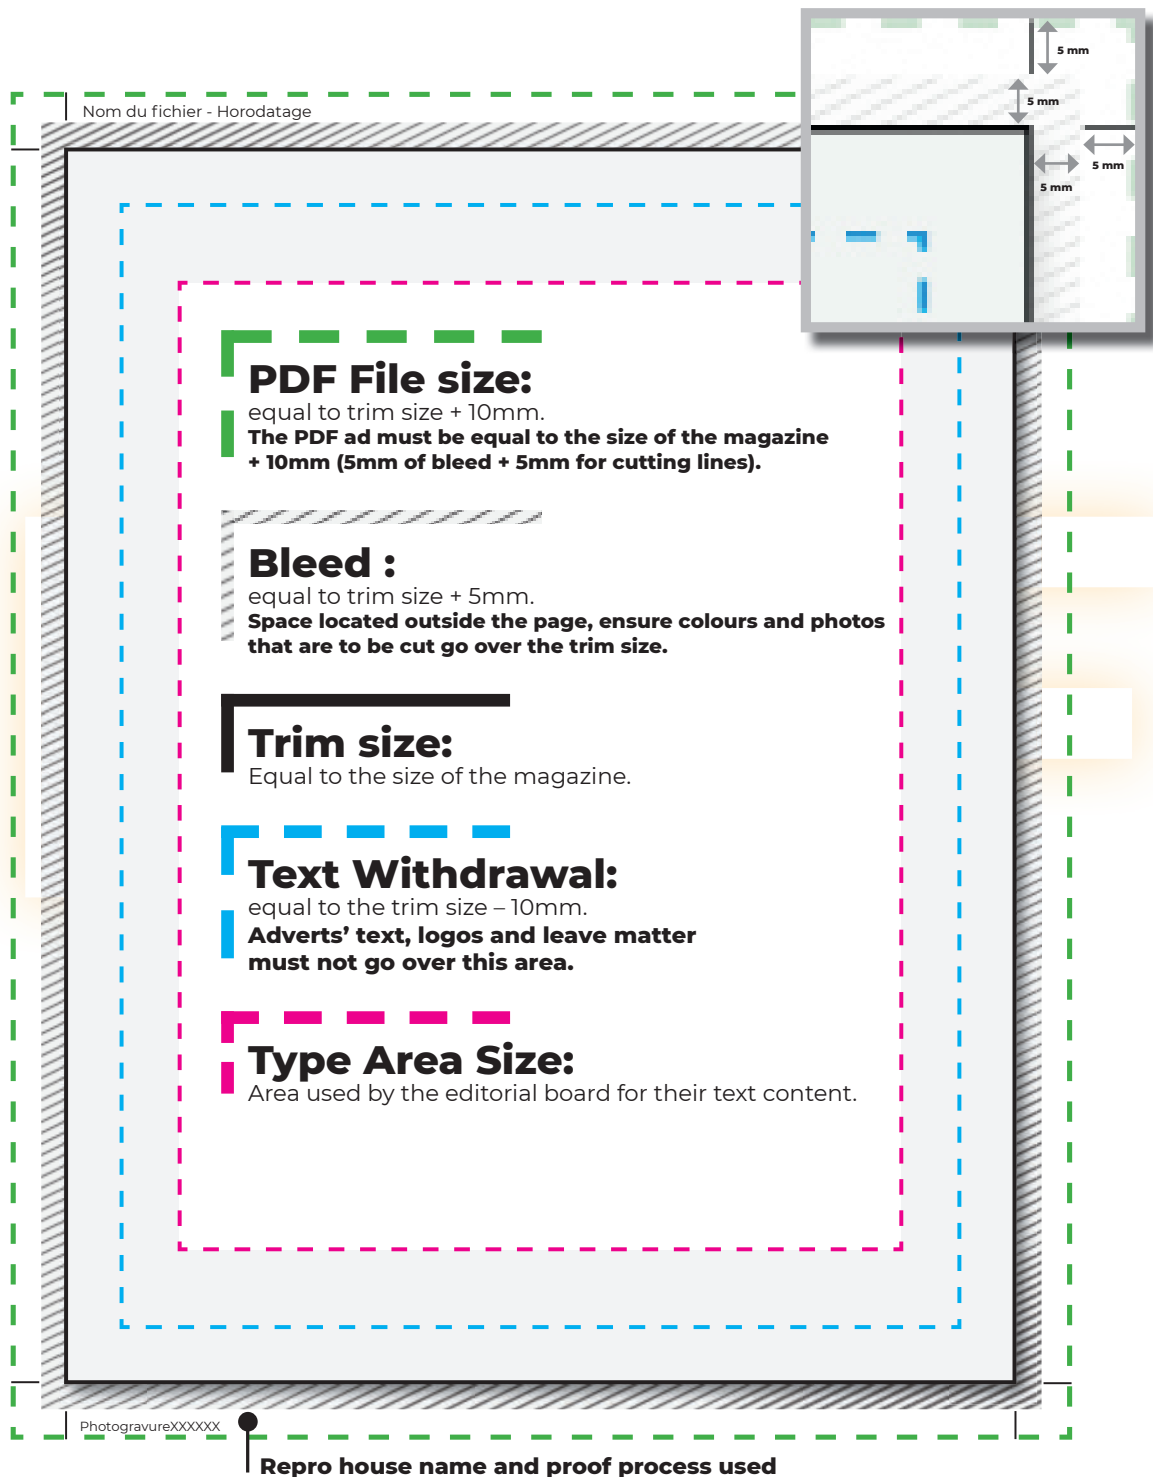 5 mm
5 mm
5 mm
5 mm
Nom du fichier - Horodatage
PDF File size:
equal to trim size + 10mm.
The PDF ad must be equal to the size of the magazine
+ 10mm (5mm of bleed + 5mm for cutting lines).
Bleed :
equal to trim size + 5mm.
Space located outside the page, ensure colours and photos
that are to be cut go over the trim size.
Trim size:
Equal to the size of the magazine.
Text Withdrawal:
equal to the trim size – 10mm.
Adverts’ text, logos and leave matter
must not go over this area.
Type Area Size:
Area used by the editorial board for their text content.
PhotogravureXXXXXX
Repro house name and proof process used